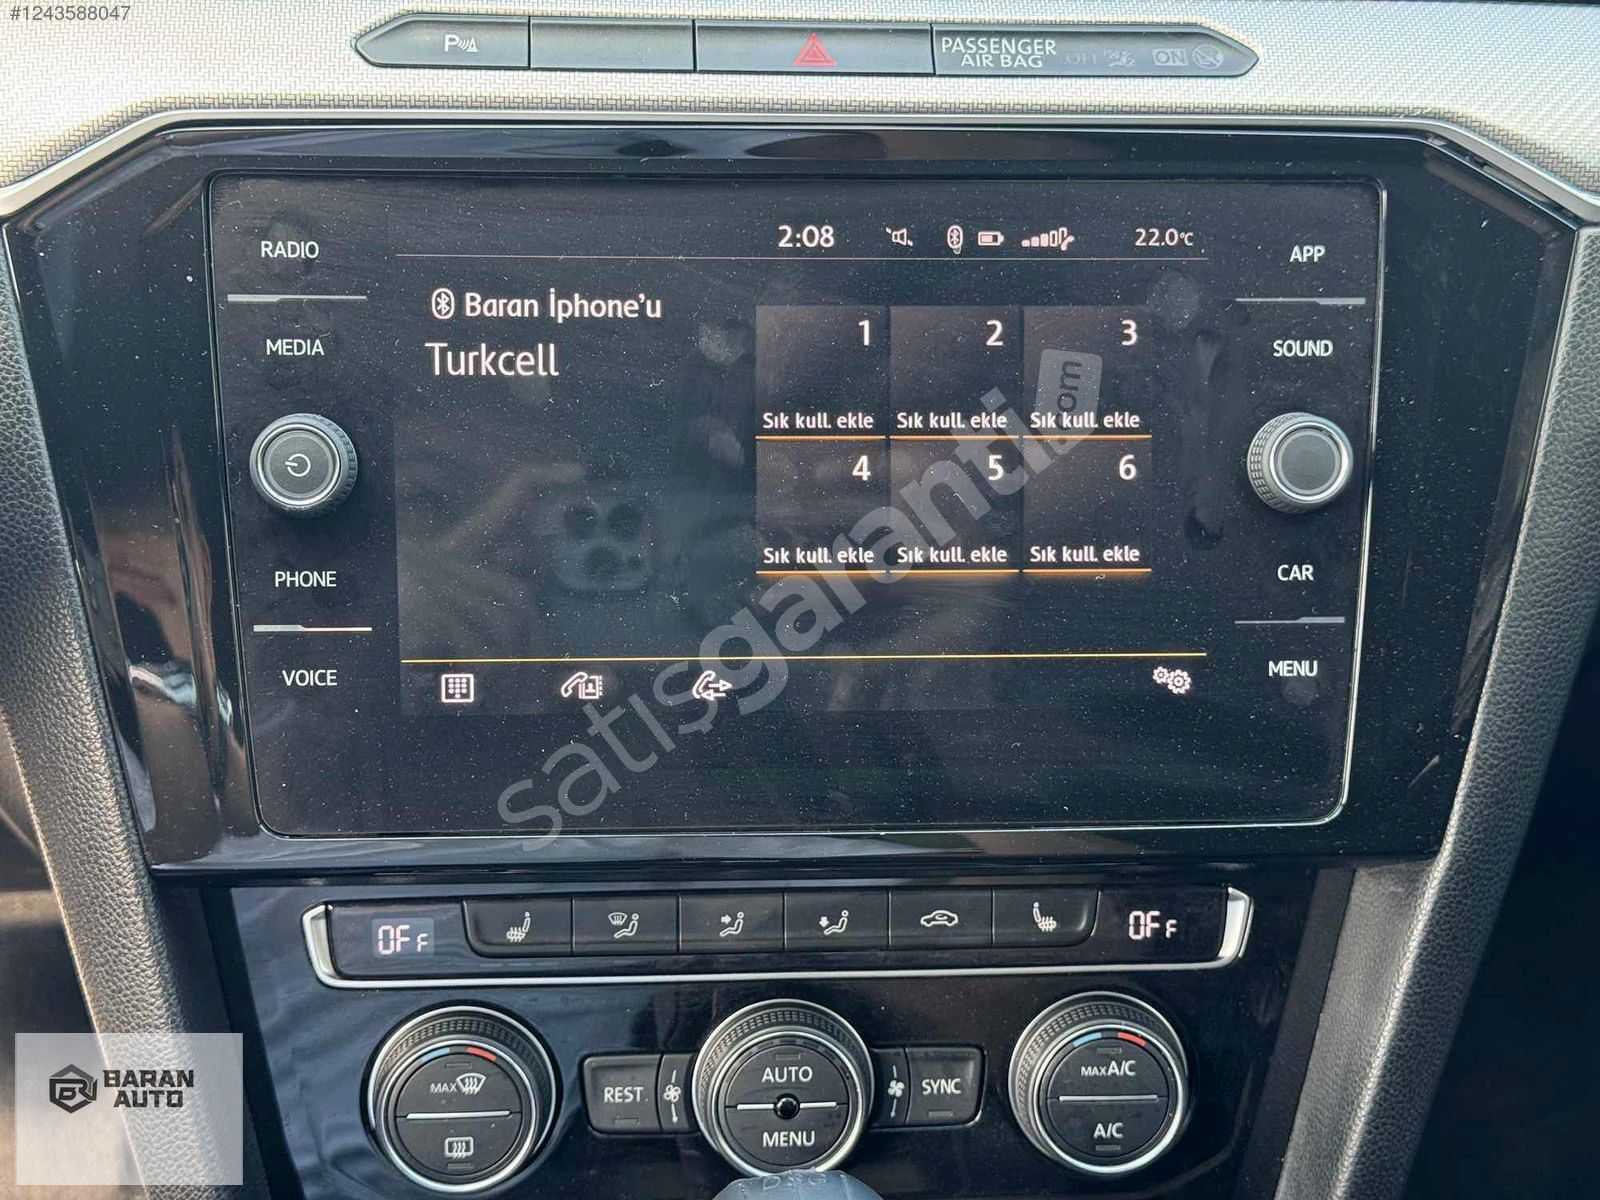 #1243588047
P
PASSENGER
AIR BAG
OFF
ON
RADIO
MEDIA
PHONE
VOICE
2:08
22.0°C
Baran İphone'u
Turkcell
1
2
3
Sık kull. ekle
Sık kull. ekle
Sık kull. ekle
4
5
6
Sık kull. ekle
Sık kull. ekle
Sık kull. ekle
APP
SOUND
CAR
MENU
satışgaranti.com
OFF
OFF
MAX
REST.
AUTO
MENU
SYNC
MAX A/C
A/C
DSG
BARAN
AUTO